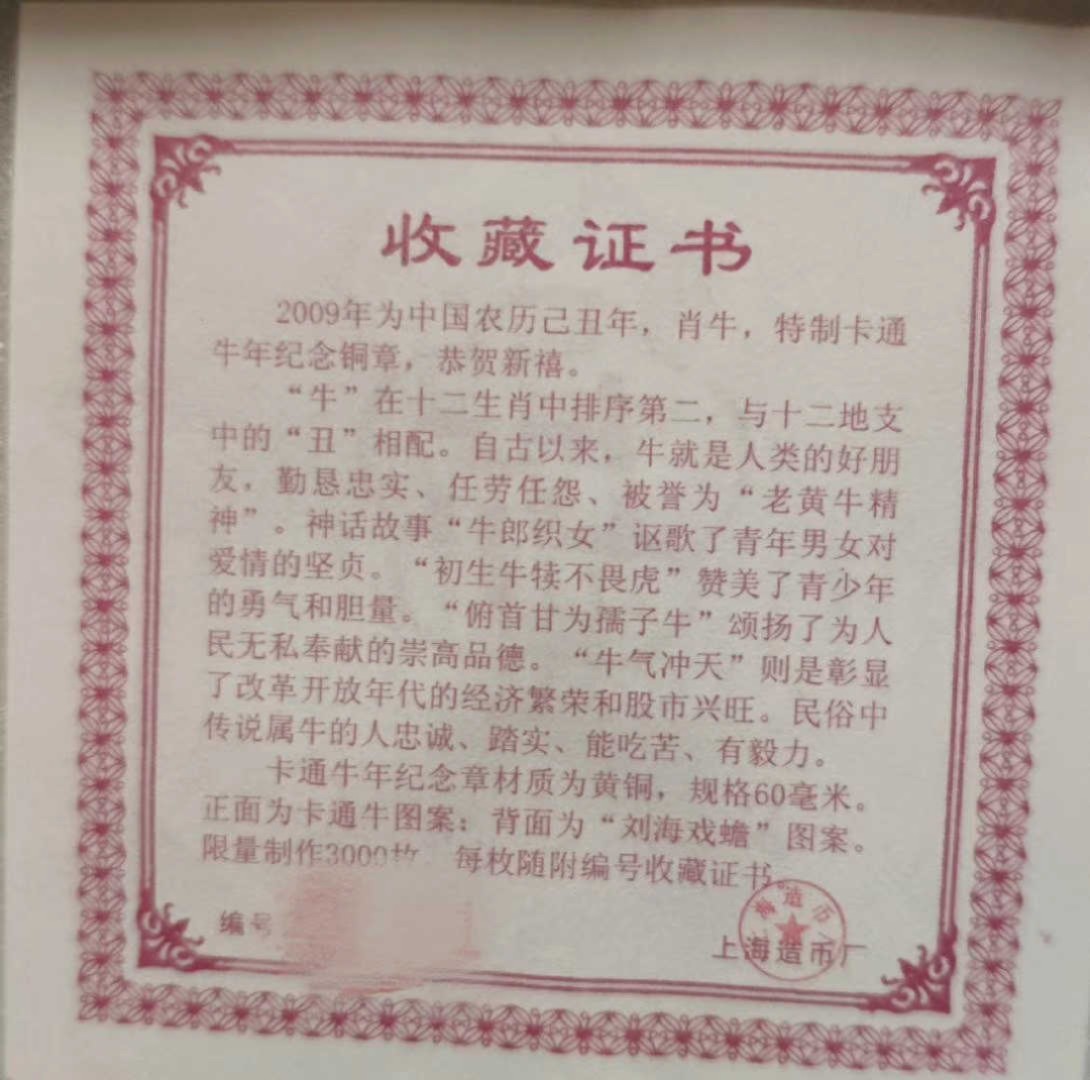 收藏证书
2009年为中国农历己丑年，肖牛，特制卡通
牛年纪念铜章，恭贺新禧。
“牛”在十二生肖中排序第二，与十二地支
中的“丑”相配。自古以来，牛就是人类的好朋
友，勤恳忠实、任劳任怨、被誉为“老黄牛精
神”。神话故事“牛郎织女”讴歌了青年男女对
爱情的坚贞。“初生牛犊不畏虎”赞美了青少年
的勇气和胆量。“俯首甘为孺子牛”颂扬了为人
民无私奉献的崇高品德。“牛气冲天”则是彰显
了改革开放年代的经济繁荣和股市兴旺。民俗中
传说属牛的人忠诚、踏实、能吃苦、有毅力。
卡通牛年纪念章材质为黄铜，规格60毫米。
正面为卡通牛图案；背面为“刘海戏蟾”图案。
限量制作3000枚 每枚随附编号收藏证书。
编号
上海造币厂